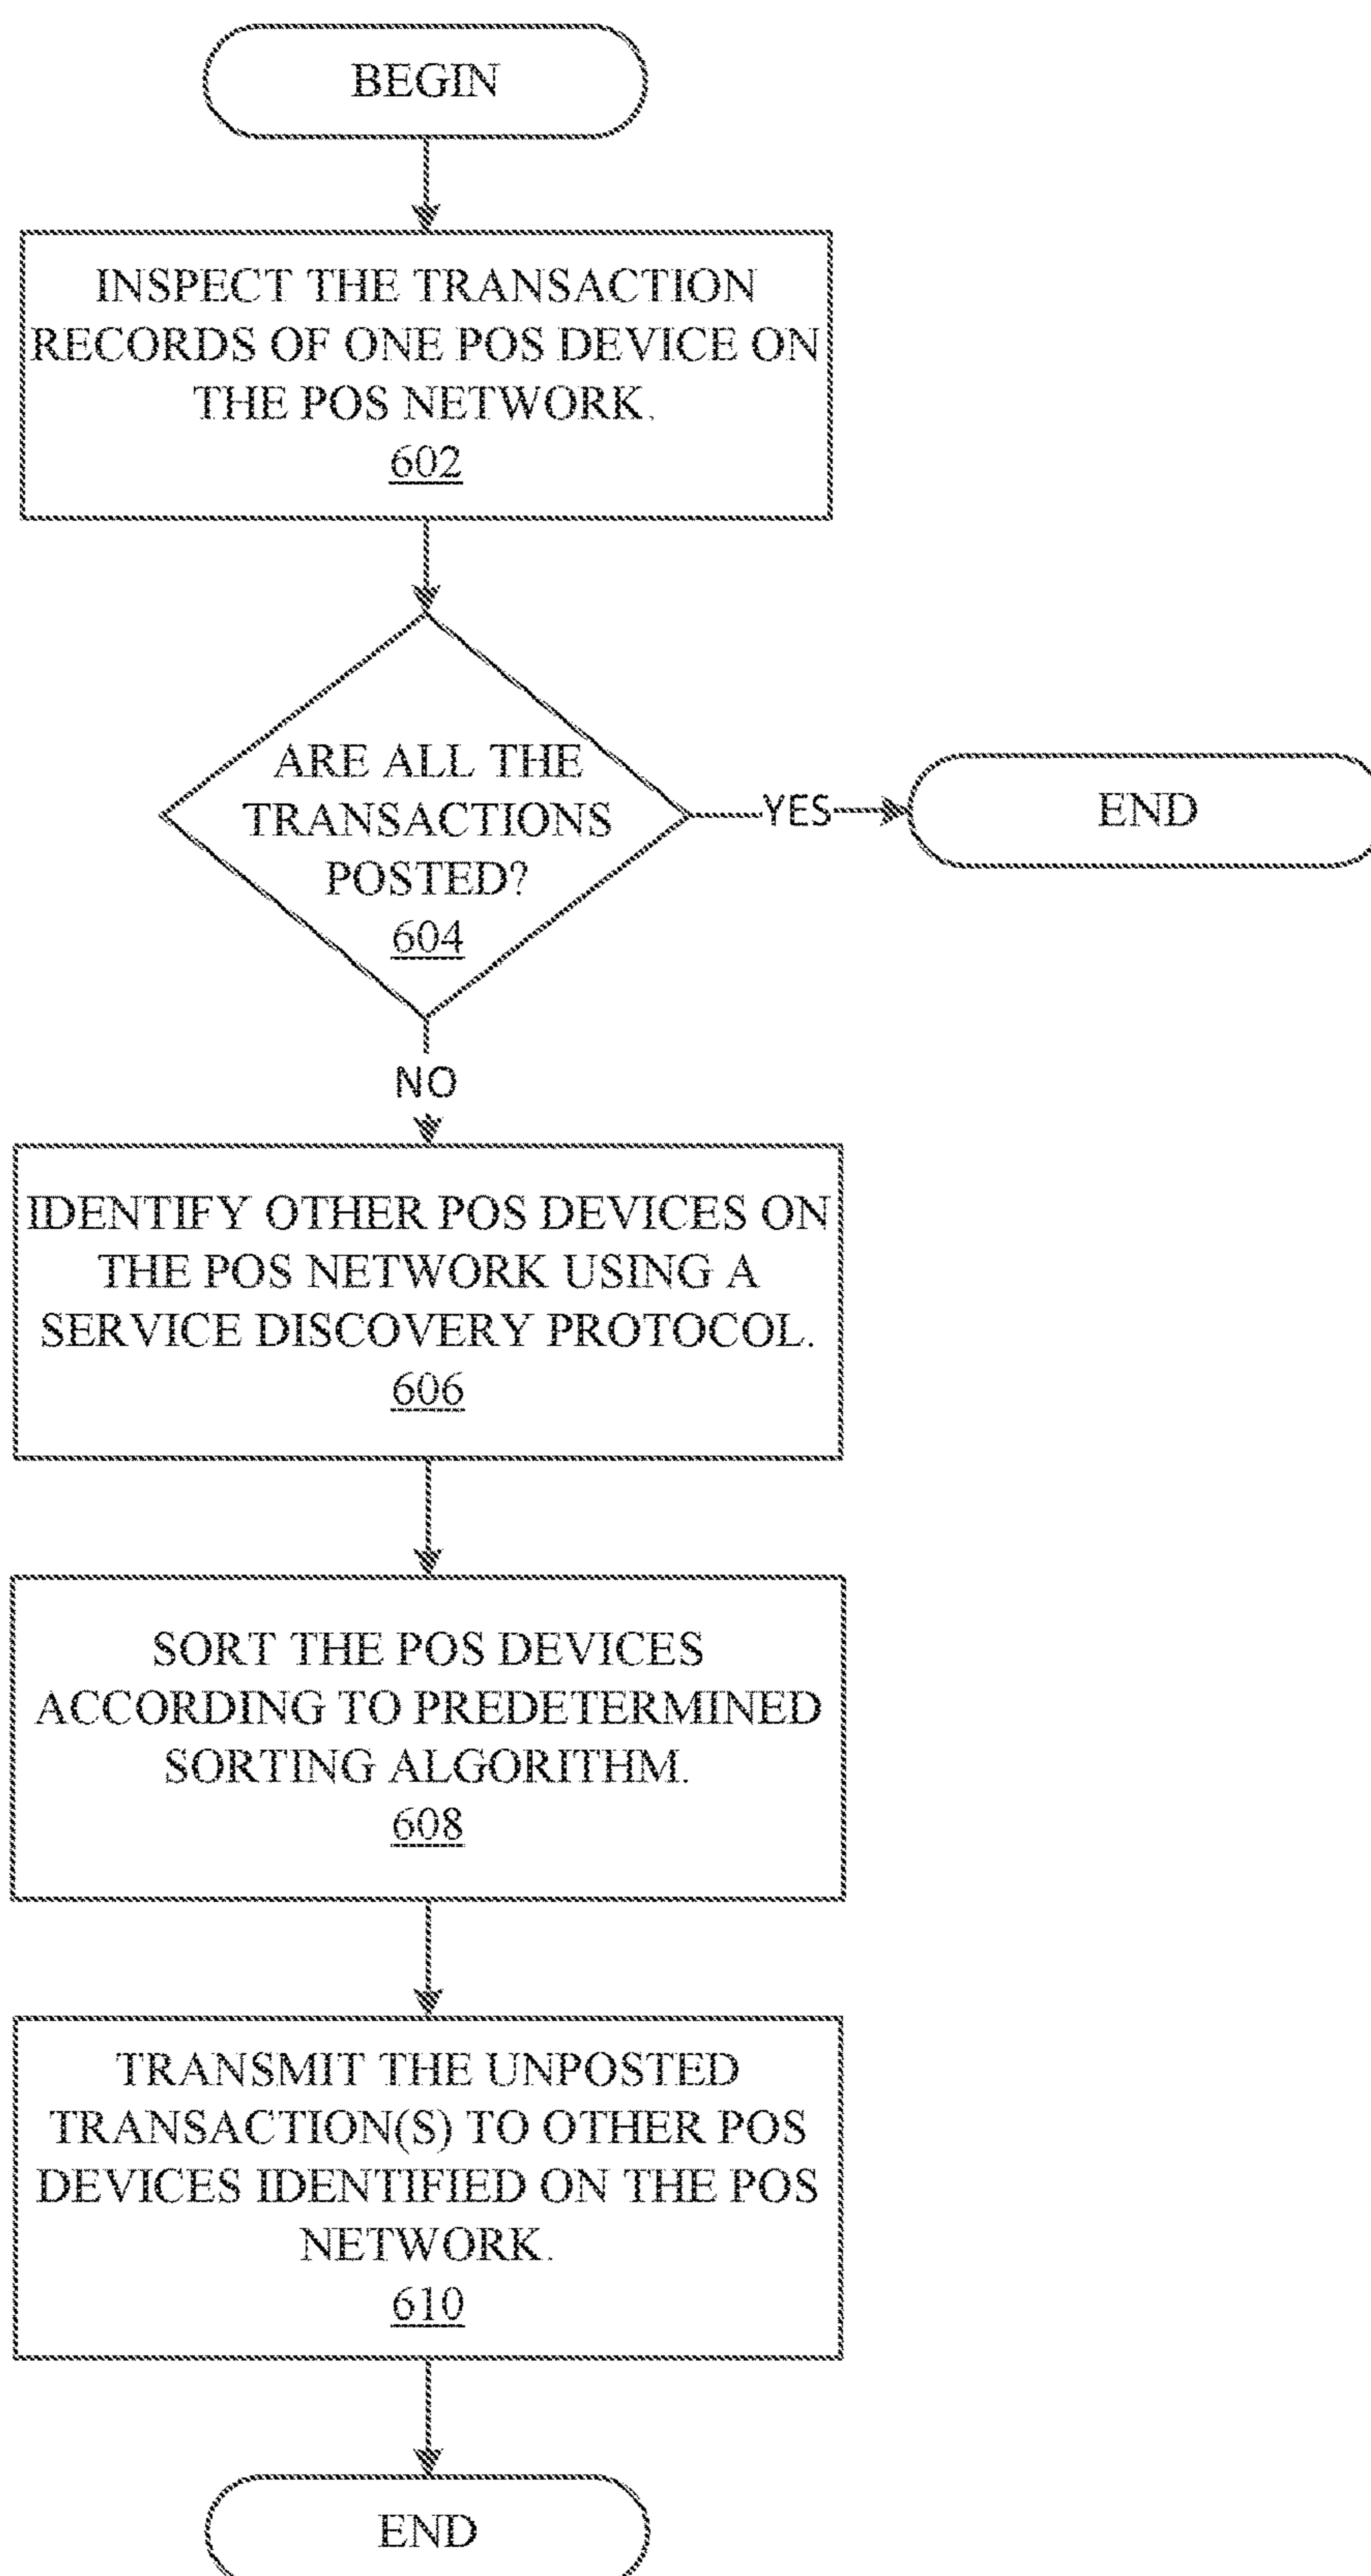 BEGIN
INSPECT THE TRANSACTION
RECORDS OF ONE POS DEVICE ON
THE POS NETWORK.
602
ARE ALL THE
TRANSACTIONS
POSTED?
604
YES
END
NO
IDENTIFY OTHER POS DEVICES ON
THE POS NETWORK USING A
SERVICE DISCOVERY PROTOCOL.
606
SORT THE POS DEVICES
ACCORDING TO PREDETERMINED
SORTING ALGORITHM.
608
TRANSMIT THE UNPOSTED
TRANSACTION(S) TO OTHER POS
DEVICES IDENTIFIED ON THE POS
NETWORK.
610
END